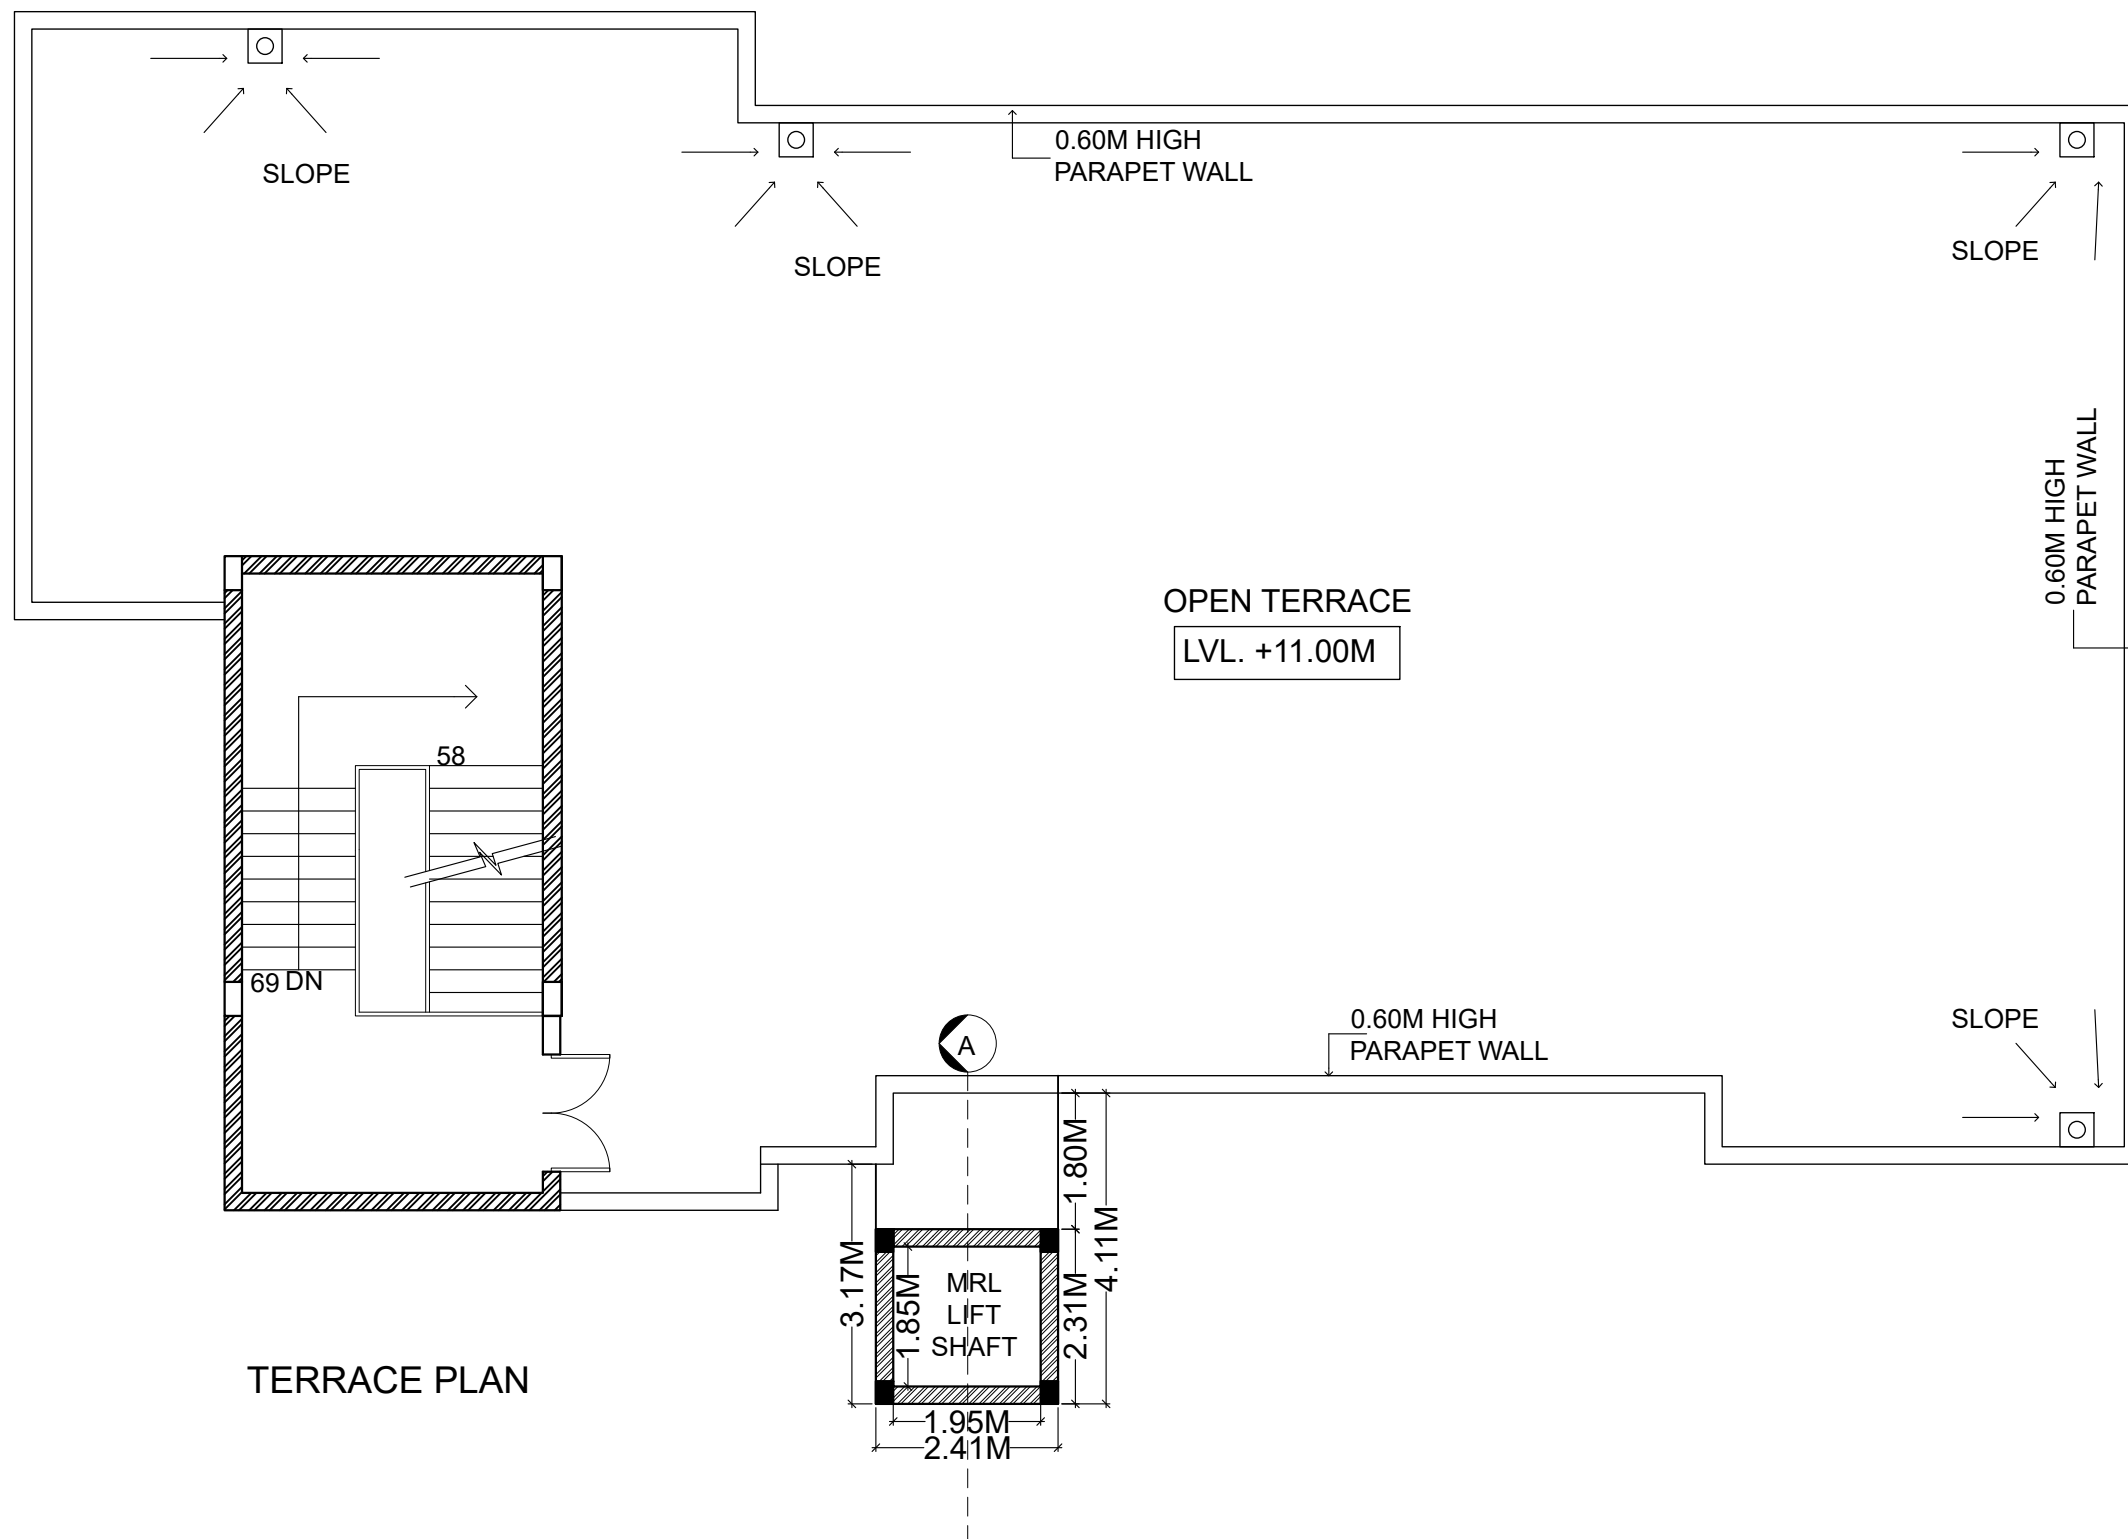 0.60M HIGH
PARAPET WALL
SLOPE
SLOPE
SLOPE
0.60M HIGH
PARAPET WALL
OPEN TERRACE
LVL. +11.00M
58
69 DN
A
0.60M HIGH
PARAPET WALL
SLOPE
1.80M
4.11M
3.17M
1.85M
MRL
LIFT
SHAFT
2.31M
TERRACE PLAN
1.95M
2.41M